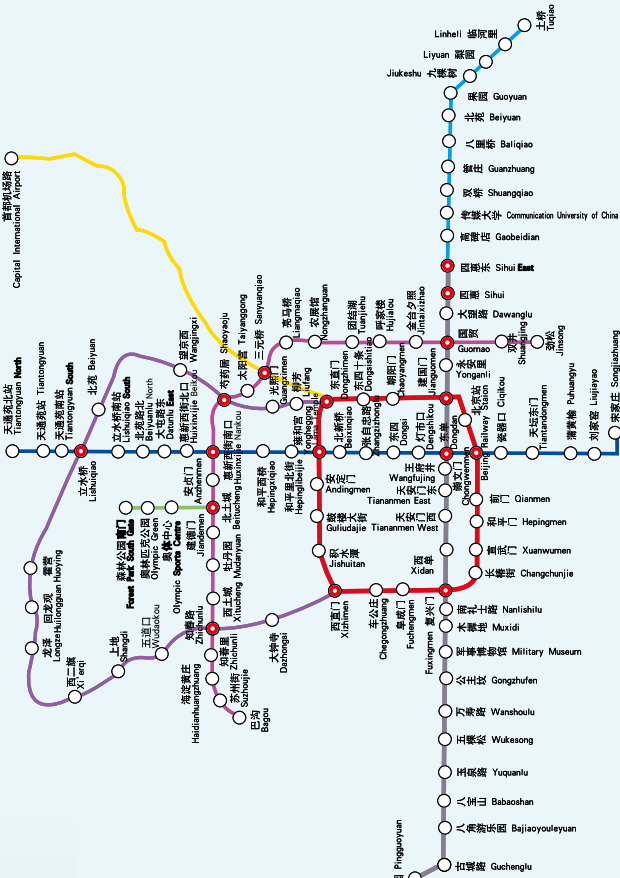 土桥
Tuqiao
Linheli 临河里
Liyuan 梨园
Jiukeshu 九棵树
果园 Guoyuan
北苑 Beiyuan
八里桥 Baliqiao
管庄 Guanzhuang
双桥 Shuangqiao
传媒大学 Communication University of China
高碑店 Gaobeidian
四惠东 Sihui East
四惠 Sihui
大望路 Dawanglu
国贸
Guomao
永安里
双井
Shuangjing
劲松
Jinsong
首都机场路
Capital International Airport
三元桥 Sanyuanqiao
太阳宫 Taiyanggong
芍药居 Shaoyaoju
亮马桥
Liangmaqiao
农展馆
Nongzhanguan
团结湖
Tuanjiehu
呼家楼
Hujialou
金台夕照
Jintaixizhao
望京西
Wangjingxi
北苑 Beiyuan
光熙门
Guangximen
柳芳
Liufang
东直门
Dongzhimen
东四十条
Dongsishitiao
朝阳门
Chaoyangmen
建国门
Jianguomen
北京站
Beijing Railway Station
天通苑北站
Tiantongyuan North
天通苑站 Tiantongyuan
天通苑南站
Tiantongyuan South
立水桥
Lishuiqiao
立水桥南站
Lishuiqiao South
北苑路北
Beiyuanlu North
大屯路东
Datunlu East
惠新西街北口
Huixinxijie Beikou
惠新西街南口
Huixinxijie Nankou
和平西桥
Hepingxiqiao
和平里北街
Hepinglibeijie
雍和宫
Yonghegong
北新桥
Beixinqiao
张自忠路
Zhangzizhonglu
东四
Dongsi
灯市口
Dengshikou
东单
Dongdan
崇文门
Chongwenmen
瓷器口 Ciqikou
天坛东门
Tiantandongmen
蒲黄榆 Puhuangyu
刘家窑 Liujiayao
宋家庄 Songjiazhuang
安贞门
Anzhenmen
北土城
Beitucheng
森林公园南门
Forest Park South Gate
奥林匹克公园
Olympic Green
奥体中心
Olympic Sports Centre
健德门
Jiandemen
牡丹园
Mudanyuan
西土城
Xitucheng
知春路
Zhichunlu
知春里
Zhichunli
海淀黄庄
Haidianhuangzhuang
苏州街
Suzhoujie
巴沟
Bagou
霍营
Huoying
回龙观
Huilongguan
龙泽
Longze
西二旗
Xi erqi
上地
Shangdi
五道口
Wudaokou
大钟寺
Dazhongsi
安定门
Andingmen
鼓楼大街
Guliudajie
积水潭
Jishuitan
西直门
Xizhimen
车公庄
Chegongzhuang
阜成门
Fuchengmen
复兴门
Fuxingmen
王府井
Wangfujing
天安门东
Tiananmen East
天安门西
Tiananmen West
西单
Xidan
前门 Qianmen
和平门 Hepingmen
宣武门 Xuanwumen
长椿街 Changchunjie
南礼士路 Nanlishilu
木樨地 Muxidi
军事博物馆 Military Museum
公主坟 Gongzhufen
万寿路 Wanshoulu
五棵松 Wukesong
玉泉路 Yuquanlu
八宝山 Babaoshan
八角游乐园 Bajiaoyouleyuan
古城路 Guchenglu
Pingguoyuan